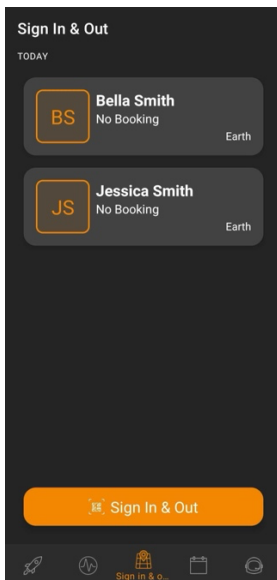 Sign In & Out
TODAY
BS
Bella Smith
No Booking
Earth
JS
Jessica Smith
No Booking
Earth
Sign In & Out
Sign In & o...